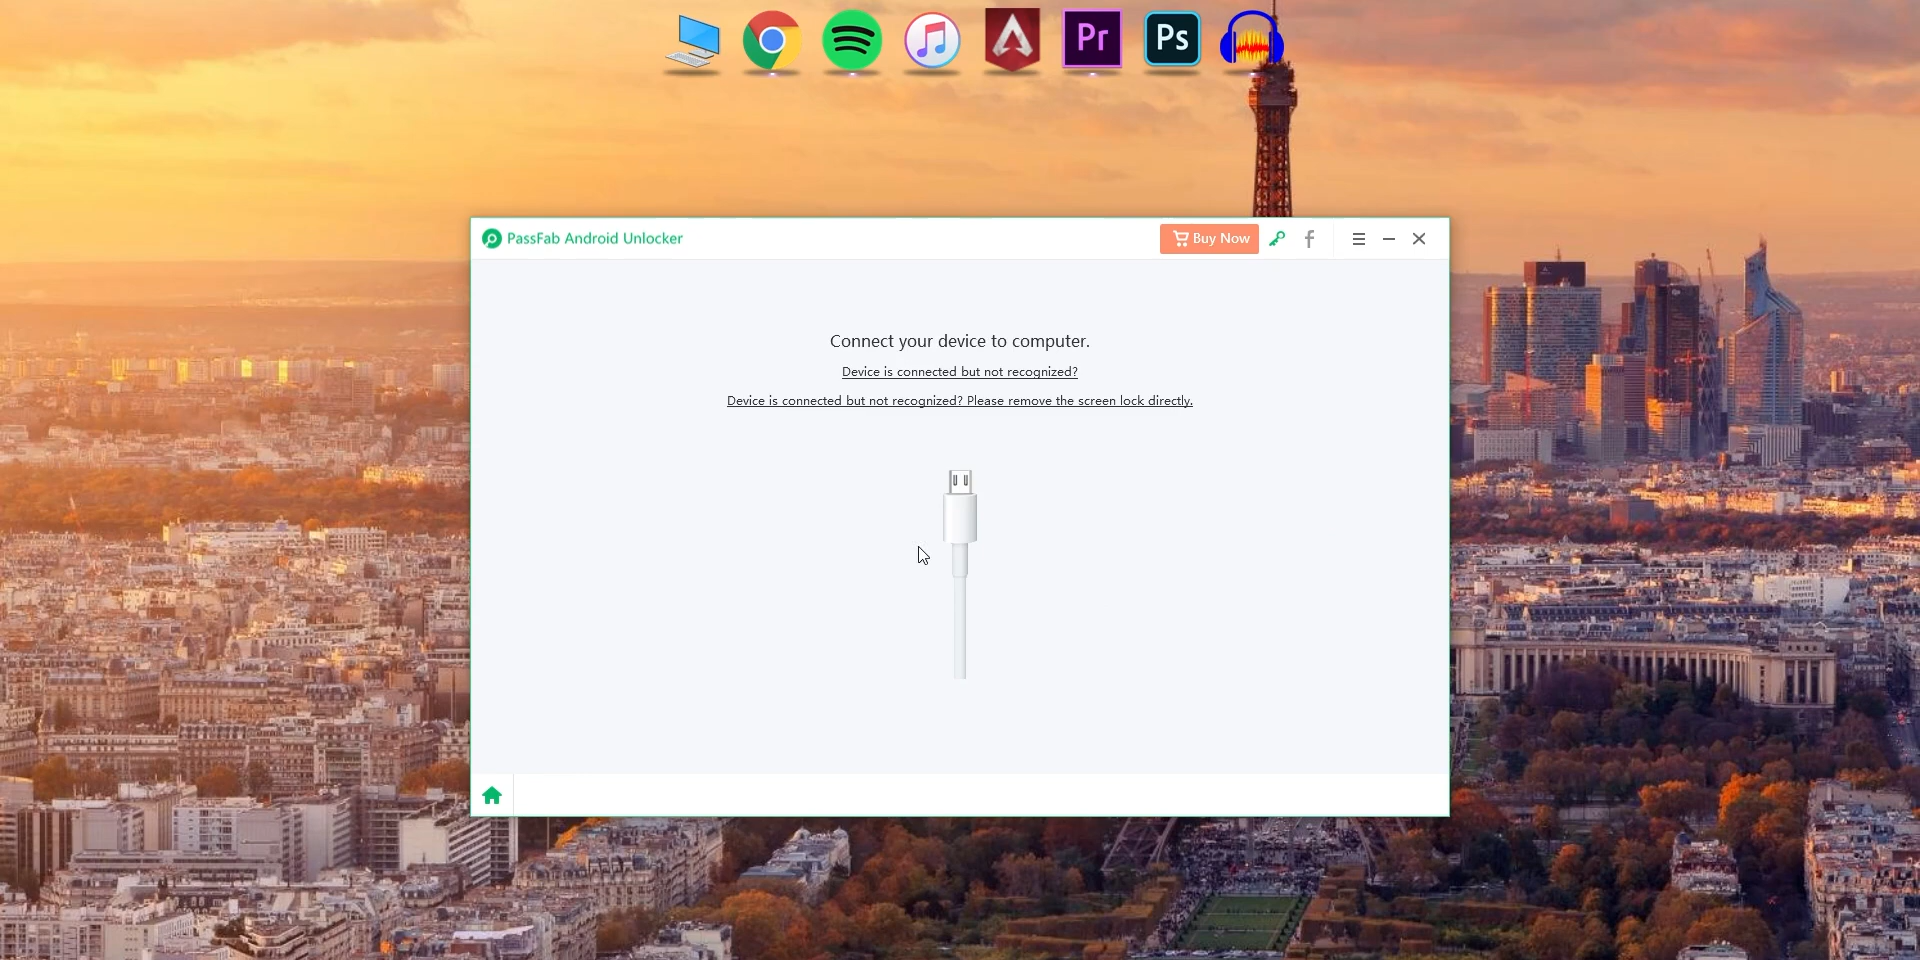 Pr
Ps
PassFab Android Unlocker
Buy Now
Connect your device to computer.
Device is connected but not recognized?
Device is connected but not recognized? Please remove the screen lock directly.